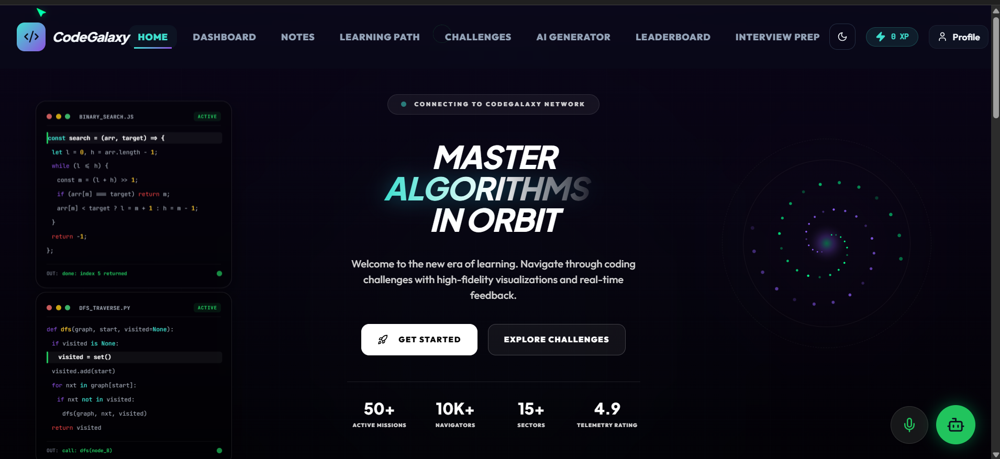 </> CodeGalaxy HOME DASHBOARD NOTES LEARNING PATH CHALLENGES AI GENERATOR LEADERBOARD INTERVIEW PREP 0 XP Profile
BINARY_SEARCH.JS ACTIVE
const search = (arr, target) => {
let l = 0, h = arr.length - 1;
while (l <= h) {
const m = (l + h) >> 1;
if (arr[m] === target) return m;
arr[m] < target ? l = m + 1 : h = m - 1;
}
return -1;
};
OUT: done: index 5 returned
DFS_TRAVERSE.PY ACTIVE
def dfs(graph, start, visited=None):
if visited is None:
visited = set()
visited.add(start)
for nxt in graph[start]:
if nxt not in visited:
dfs(graph, nxt, visited)
return visited
OUT: call: dfs(node_B)
CONNECTING TO CODEGALAXY NETWORK
MASTER
ALGORITHMS
IN ORBIT
Welcome to the new era of learning. Navigate through coding
challenges with high-fidelity visualizations and real-time
feedback.
GET STARTED
EXPLORE CHALLENGES
50+ 10K+ 15+ 4.9
ACTIVE MISSIONS NAVIGATORS SECTORS TELEMETRY RATING